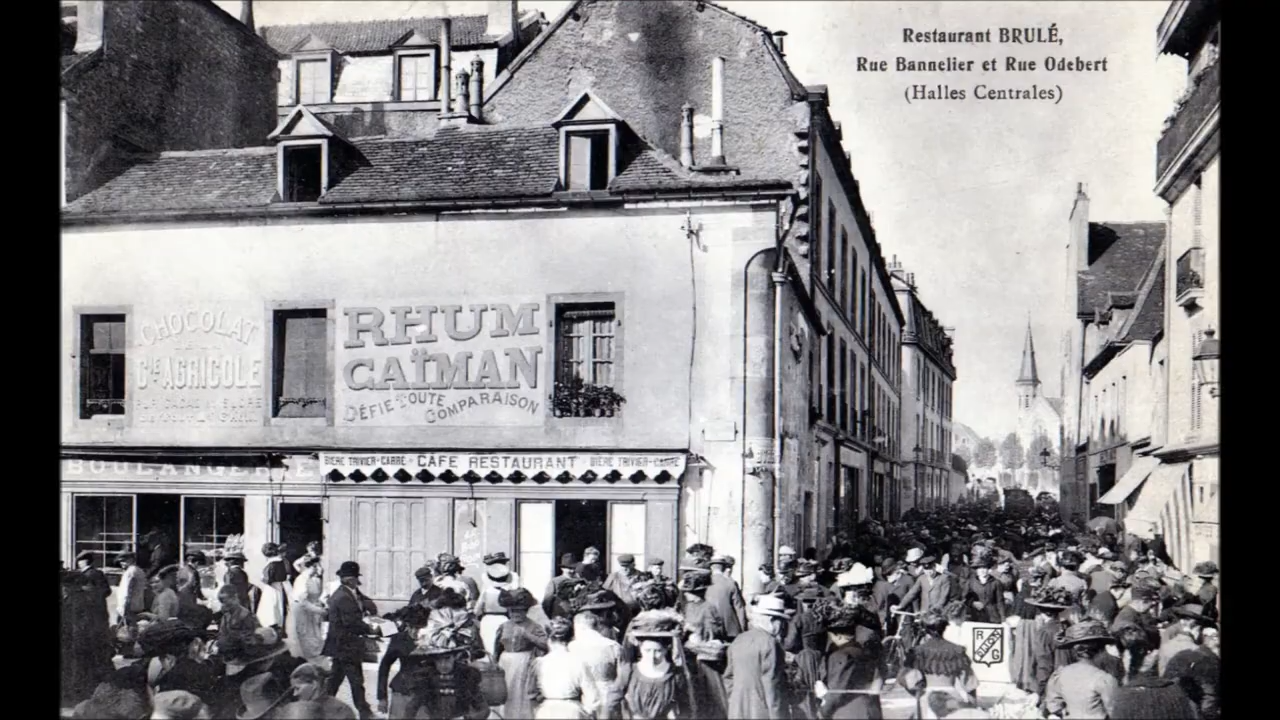 Restaurant BRULÉ,
Rue Bannelier et Rue Odebert
(Halles Centrales)
CHOCOLAT
Cie AGRICOLE
RHUM
CAÏMAN
DÉFIE TOUTE
COMPARAISON
BOULANGERIE
BIÈRE TRIVIER-CARRÉ CAFE RESTAURANT BIÈRE TRIVIER-CARRÉ
R
G